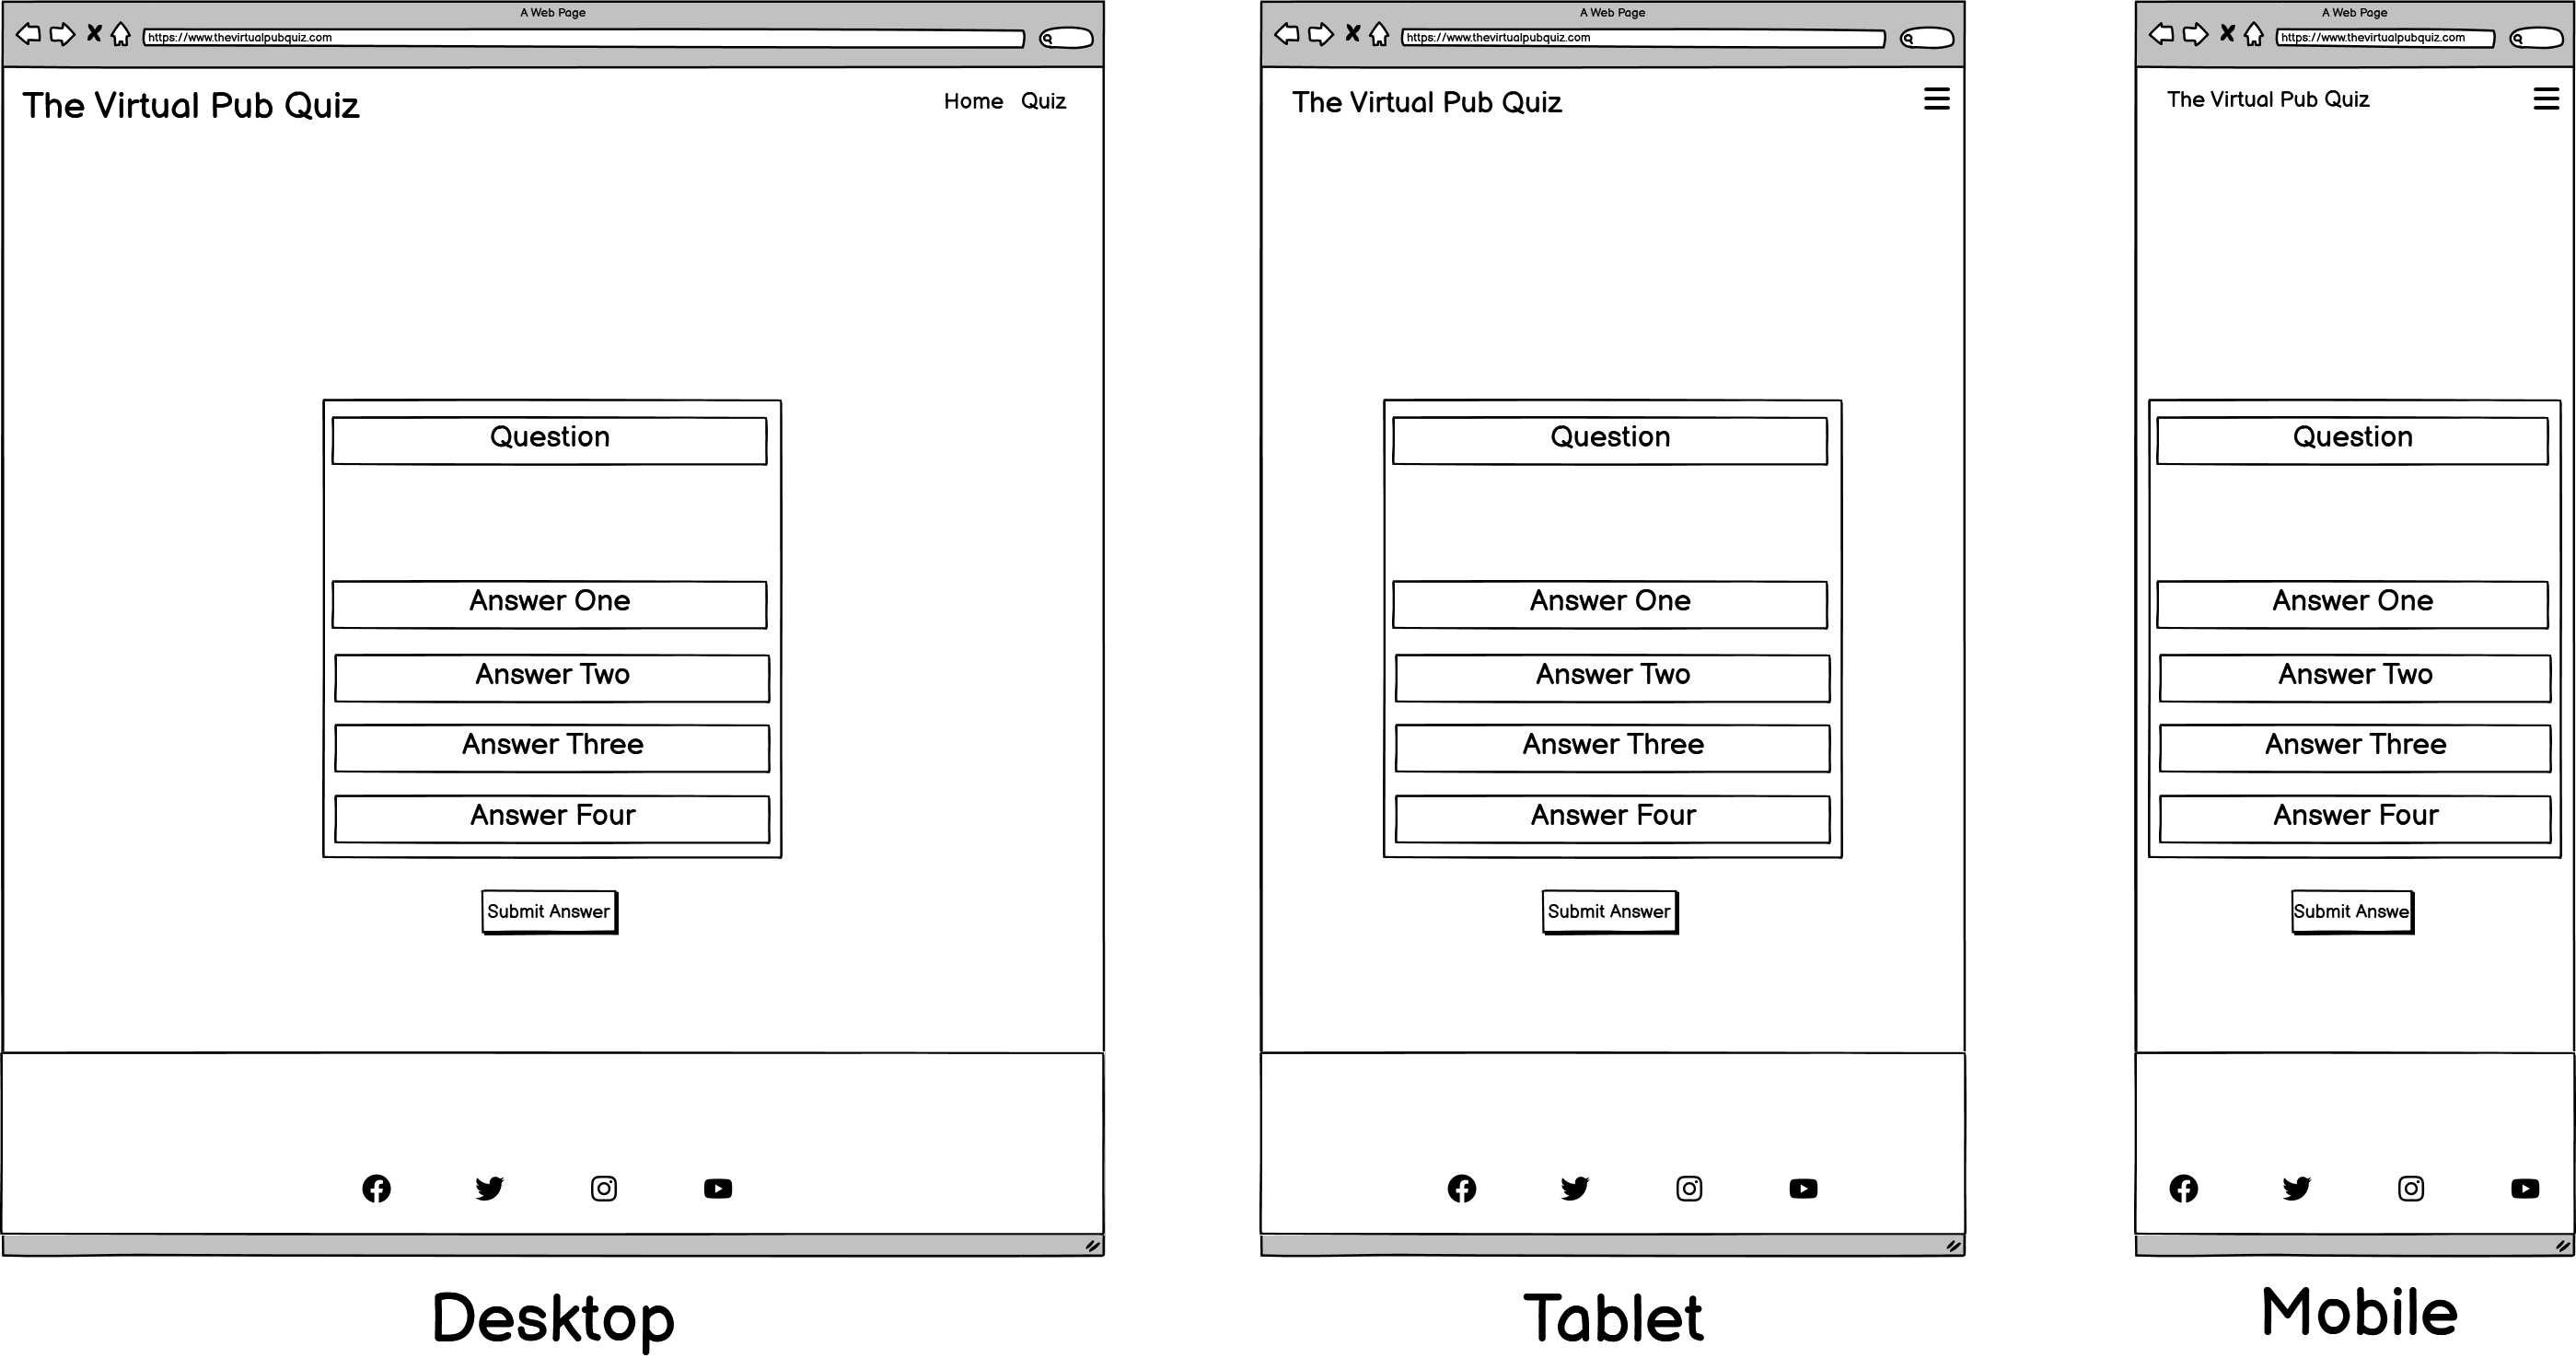 A Web Page
https://www.thevirtualpubquiz.com
The Virtual Pub Quiz
Home Quiz
Question
Answer One
Answer Two
Answer Three
Answer Four
Submit Answer
Desktop
A Web Page
https://www.thevirtualpubquiz.com
The Virtual Pub Quiz
Question
Answer One
Answer Two
Answer Three
Answer Four
Submit Answer
Tablet
A Web Page
https://www.thevirtualpubquiz.com
The Virtual Pub Quiz
Question
Answer One
Answer Two
Answer Three
Answer Four
Submit Answe
Mobile